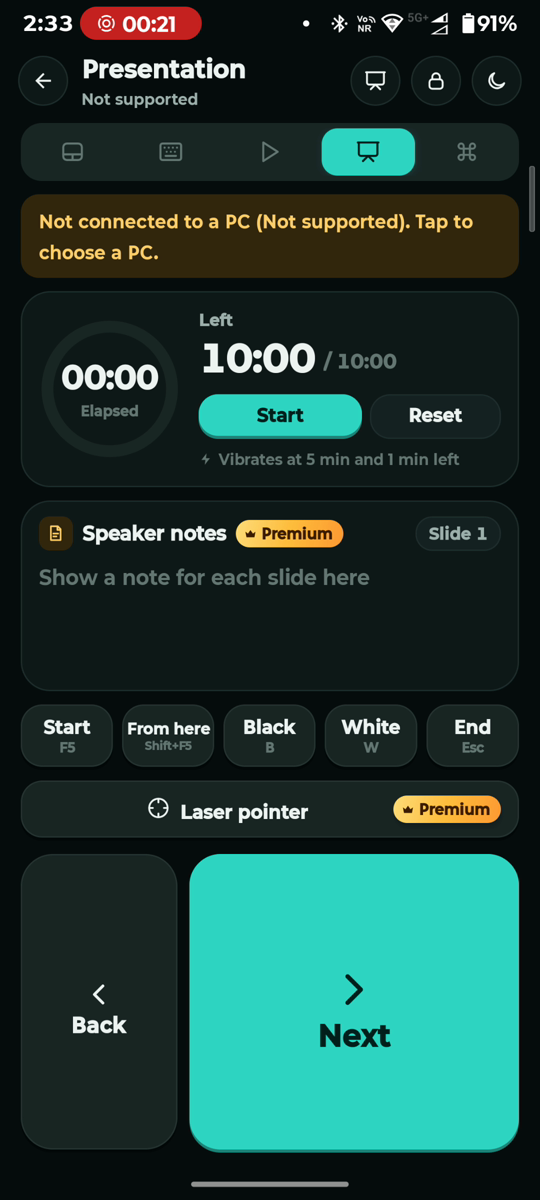 2:33 00:21 Vo NR 5G+ 91%
Presentation
Not supported
Not connected to a PC (Not supported). Tap to
choose a PC.
Left
00:00
Elapsed
10:00 / 10:00
Start Reset
Vibrates at 5 min and 1 min left
Speaker notes Premium Slide 1
Show a note for each slide here
Start From here Black White End
F5 Shift+F5 B W Esc
Laser pointer Premium
Back
Next